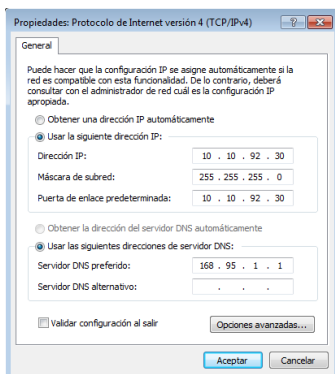 Propiedades: Protocolo de Internet versión 4 (TCP/IPv4)
General
Puede hacer que la configuración IP se asigne automáticamente si la
red es compatible con esta funcionalidad. De lo contrario, deberá
consultar con el administrador de red cuál es la configuración IP
apropiada.
Obtener una dirección IP automáticamente
Usar la siguiente dirección IP:
Dirección IP: 10 . 10 . 92 . 30
Máscara de subred: 255 . 255 . 255 . 0
Puerta de enlace predeterminada: 10 . 10 . 92 . 30
Obtener la dirección del servidor DNS automáticamente
Usar las siguientes direcciones de servidor DNS:
Servidor DNS preferido: 168 . 95 . 1 . 1
Servidor DNS alternativo: . . .
Validar configuración al salir
Opciones avanzadas...
Aceptar Cancelar